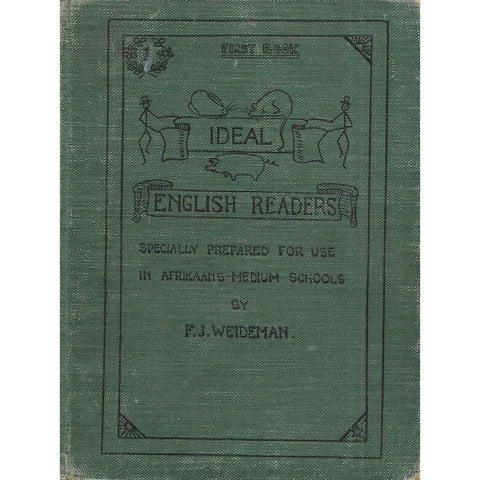 FIRST BOOK
IDEAL
ENGLISH READERS
SPECIALLY PREPARED FOR USE
IN AFRIKAANS-MEDIUM SCHOOLS
BY
F.J. WEIDEMAN.